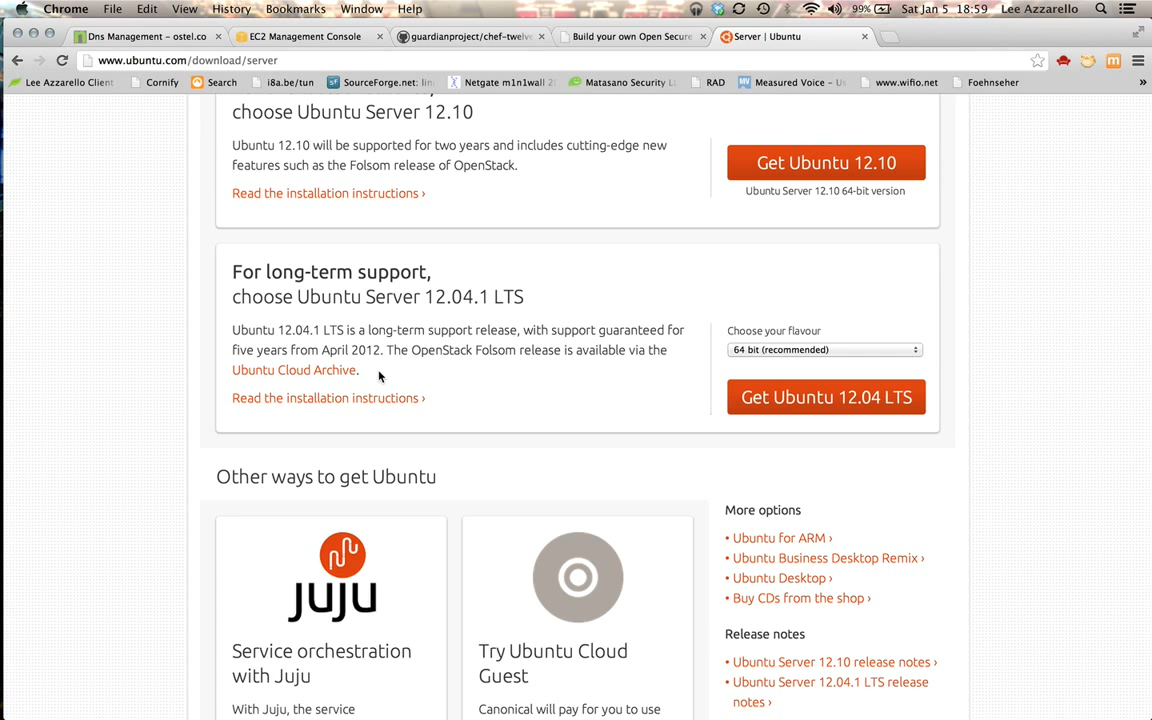 Chrome File Edit View History Bookmarks Window Help 99% Sat Jan 5 18:59 Lee Azzarello
Dns Management – ostel.co EC2 Management Console guardianproject/chef-twelve Build your own Open Secure Server | Ubuntu
www.ubuntu.com/download/server
Lee Azzarello Client Cornify Search i8a.be/tun SourceForge.net: Netgate m1n1wall Matasano Security RAD Measured Voice – www.wifio.net Foehnseher »
choose Ubuntu Server 12.10
Ubuntu 12.10 will be supported for two years and includes cutting-edge new
features such as the Folsom release of OpenStack.
Read the installation instructions ›
Get Ubuntu 12.10
Ubuntu Server 12.10 64-bit version
For long-term support,
choose Ubuntu Server 12.04.1 LTS
Ubuntu 12.04.1 LTS is a long-term support release, with support guaranteed for
five years from April 2012. The OpenStack Folsom release is available via the
Ubuntu Cloud Archive.
Read the installation instructions ›
Choose your flavour
64 bit (recommended)
Get Ubuntu 12.04 LTS
Other ways to get Ubuntu
juju
Service orchestration
with Juju
With Juju, the service
Try Ubuntu Cloud
Guest
Canonical will pay for you to use
More options
• Ubuntu for ARM ›
• Ubuntu Business Desktop Remix ›
• Ubuntu Desktop ›
• Buy CDs from the shop ›
Release notes
• Ubuntu Server 12.10 release notes ›
• Ubuntu Server 12.04.1 LTS release
notes ›